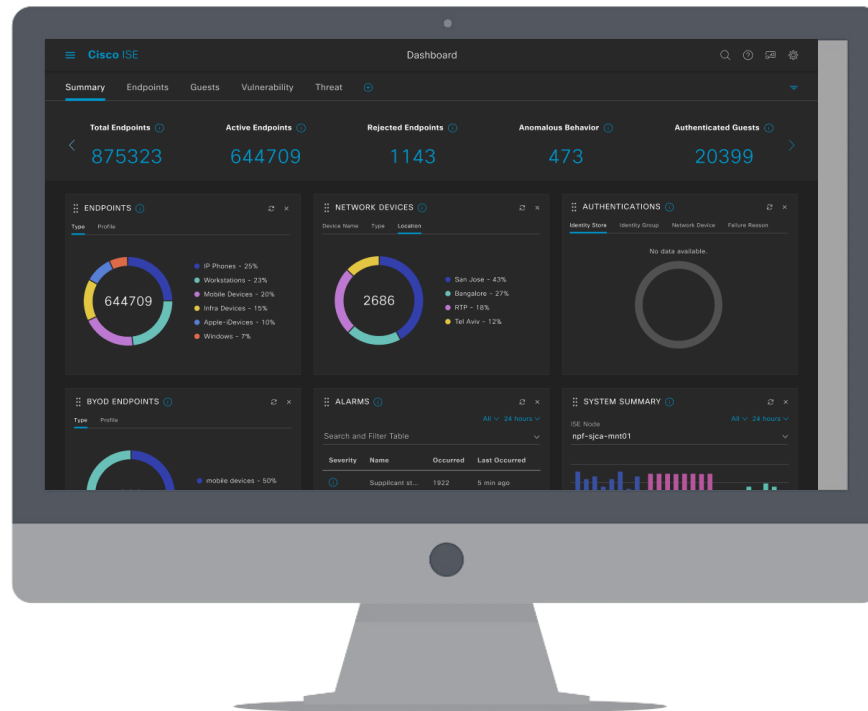 Cisco ISE
Dashboard
Summary Endpoints Guests Vulnerability Threat
Total Endpoints Active Endpoints Rejected Endpoints Anomalous Behavior Authenticated Guests
875323 644709 1143 473 20399
ENDPOINTS
Type Profile
644709
IP Phones - 25%
Workstations - 23%
Mobile Devices - 20%
Infra Devices - 15%
Apple-iDevices - 10%
Windows - 7%
NETWORK DEVICES
Device Name Type Location
2686
San Jose - 43%
Bangalore - 27%
RTP - 18%
Tel Aviv - 12%
AUTHENTICATIONS
Identity Store Identity Group Network Device Failure Reason
No data available.
BYOD ENDPOINTS
Type Profile
mobile devices - 50%
ALARMS
All 24 hours
Search and Filter Table
Severity Name Occurred Last Occurred
Supplicant st... 1922 5 min ago
SYSTEM SUMMARY
All 24 hours
ISE Node
npf-sjca-mnt01